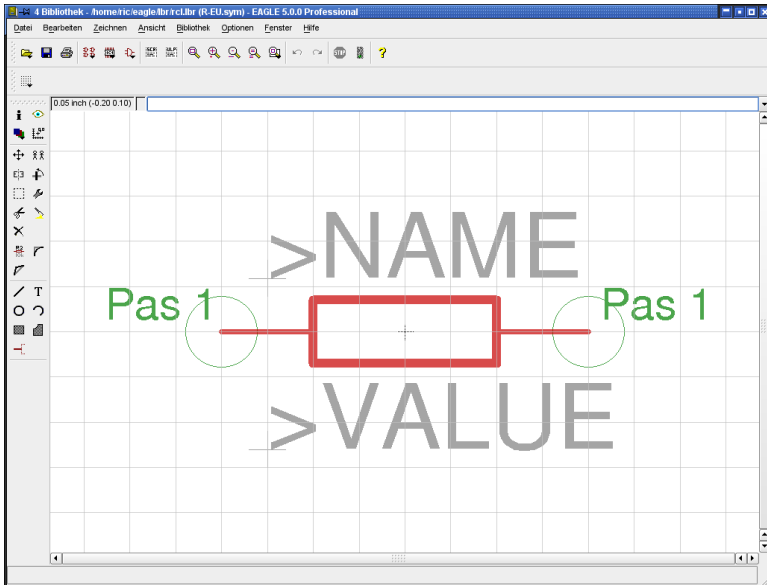 4 Bibliothek - /home/ric/eagle/lbr/rcl.lbr (R-EU.sym) - EAGLE 5.0.0 Professional
Datei Bearbeiten Zeichnen Ansicht Bibliothek Optionen Fenster Hilfe
0.05 inch (-0.20 0.10)
>NAME
Pas 1 Pas 1
>VALUE